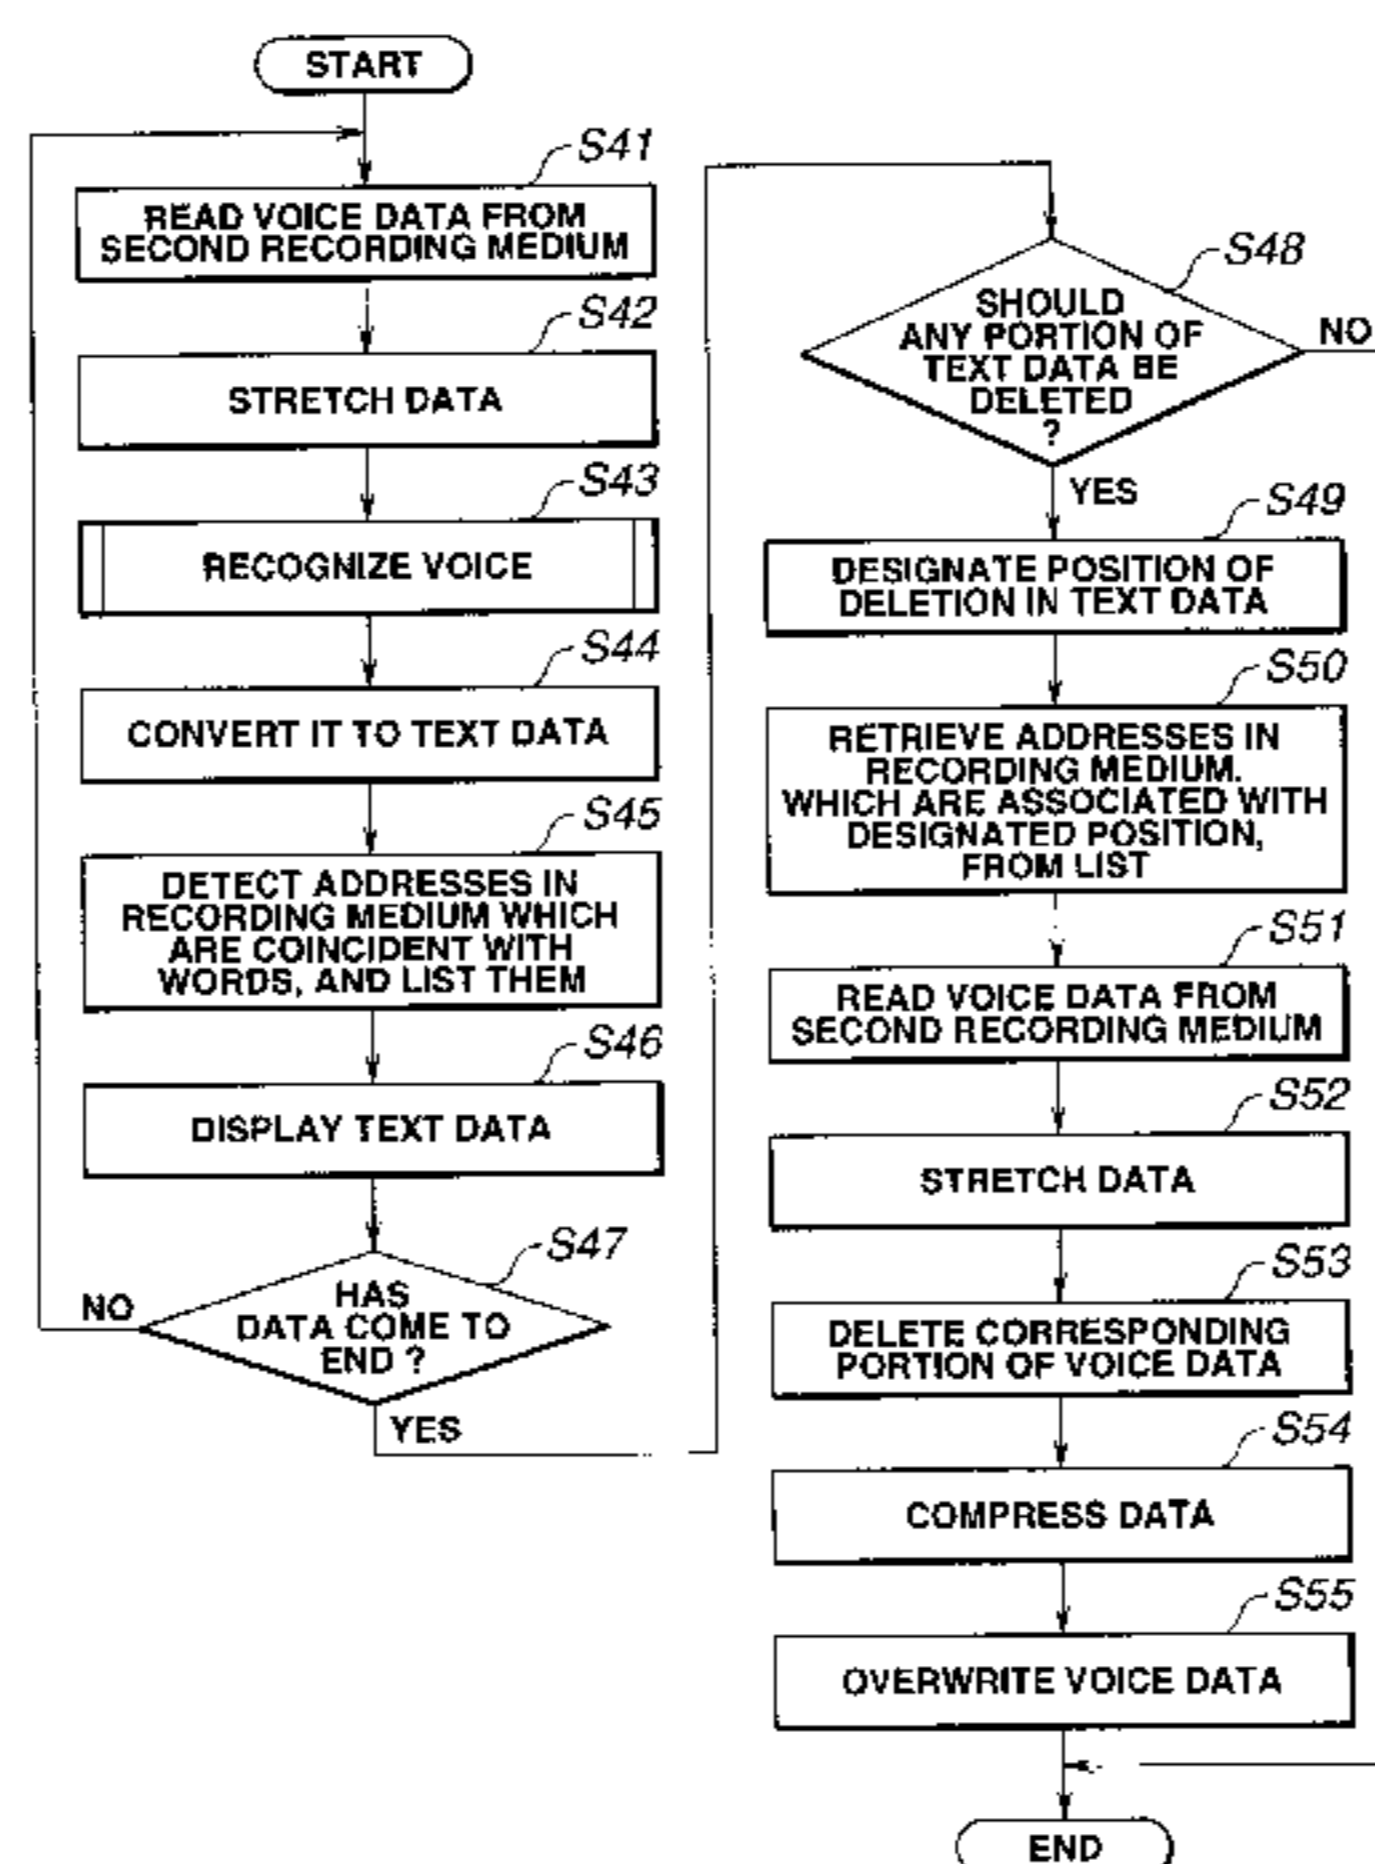 START
S41
READ VOICE DATA FROM
SECOND RECORDING MEDIUM
S42
STRETCH DATA
S43
RECOGNIZE VOICE
S44
CONVERT IT TO TEXT DATA
S45
DETECT ADDRESSES IN
RECORDING MEDIUM WHICH
ARE COINCIDENT WITH
WORDS, AND LIST THEM
S46
DISPLAY TEXT DATA
S47
HAS
DATA COME TO
END ?
NO
YES
S48
SHOULD
ANY PORTION OF
TEXT DATA BE
DELETED
?
NO
YES
S49
DESIGNATE POSITION OF
DELETION IN TEXT DATA
S50
RETRIEVE ADDRESSES IN
RECORDING MEDIUM.
WHICH ARE ASSOCIATED WITH
DESIGNATED POSITION,
FROM LIST
S51
READ VOICE DATA FROM
SECOND RECORDING MEDIUM
S52
STRETCH DATA
S53
DELETE CORRESPONDING
PORTION OF VOICE DATA
S54
COMPRESS DATA
S55
OVERWRITE VOICE DATA
END